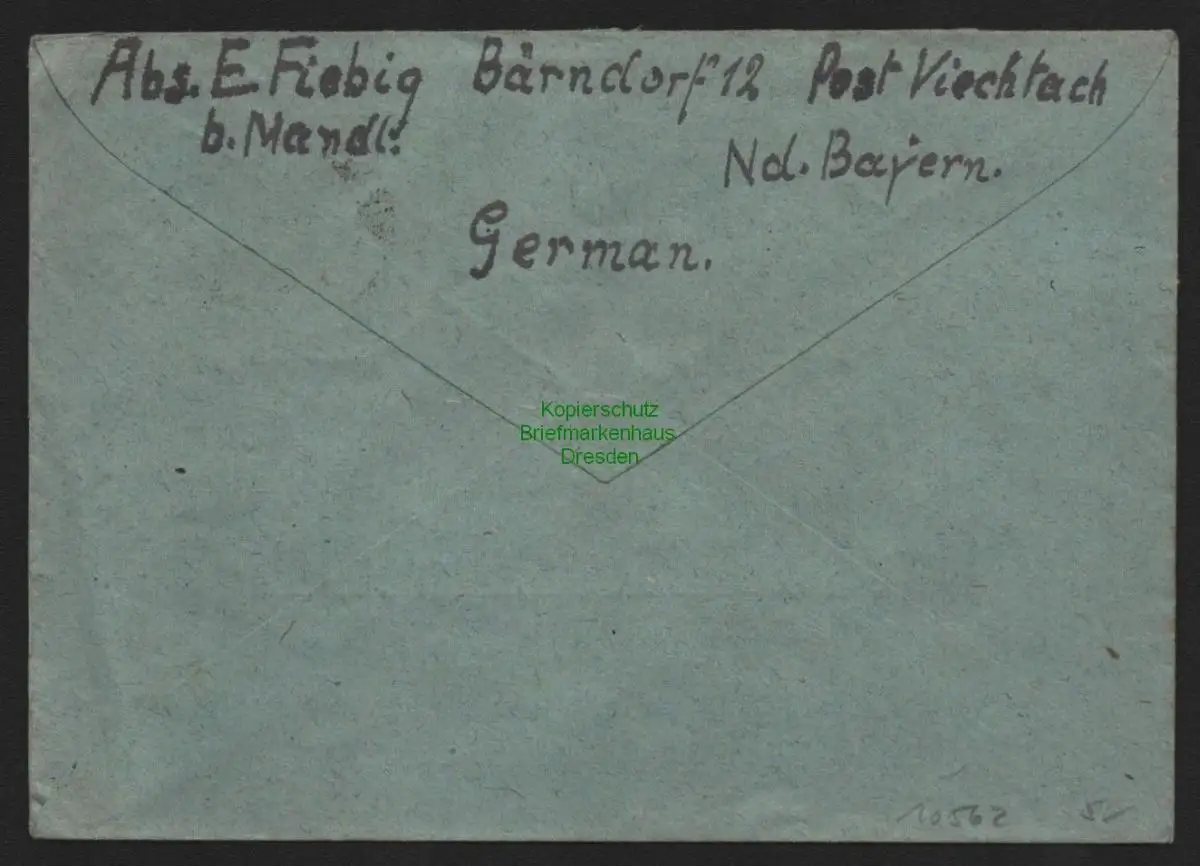 Abs. E. Fiebig Bärndorf 12 Post Viechtach
b. Mandl.
Nd. Bayern.
German.
Kopierschutz
Briefmarkenhaus
Dresden
10562